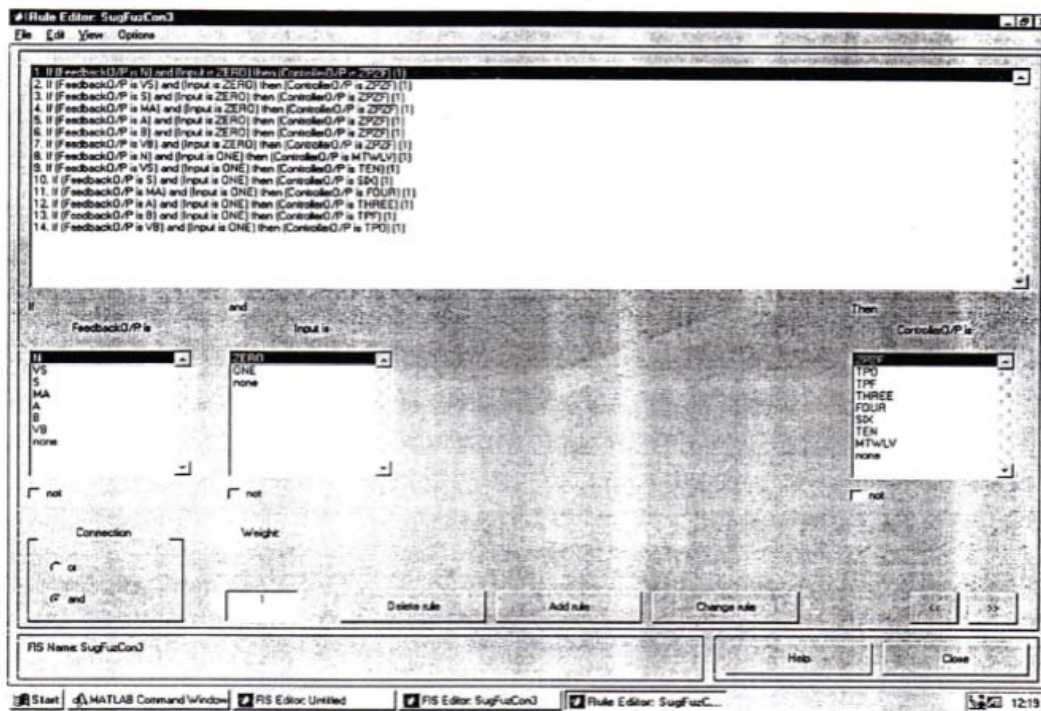 Rule Editor: SugFuzCon3
File Edit View Options
1. If (FeedbackO/P is N) and (Input is ZERO) then (ControllerO/P is ZPZF) (1)
2. If (FeedbackO/P is VS) and (Input is ZERO) then (ControllerO/P is ZPZF) (1)
3. If (FeedbackO/P is S) and (Input is ZERO) then (ControllerO/P is ZPZF) (1)
4. If (FeedbackO/P is MA) and (Input is ZERO) then (ControllerO/P is ZPZF) (1)
5. If (FeedbackO/P is A) and (Input is ZERO) then (ControllerO/P is ZPZF) (1)
6. If (FeedbackO/P is B) and (Input is ZERO) then (ControllerO/P is ZPZF) (1)
7. If (FeedbackO/P is VB) and (Input is ZERO) then (ControllerO/P is ZPZF) (1)
8. If (FeedbackO/P is N) and (Input is ONE) then (ControllerO/P is MTWLV) (1)
9. If (FeedbackO/P is VS) and (Input is ONE) then (ControllerO/P is TEN) (1)
10. If (FeedbackO/P is S) and (Input is ONE) then (ControllerO/P is SIX) (1)
11. If (FeedbackO/P is MA) and (Input is ONE) then (ControllerO/P is FOUR) (1)
12. If (FeedbackO/P is A) and (Input is ONE) then (ControllerO/P is THREE) (1)
13. If (FeedbackO/P is B) and (Input is ONE) then (ControllerO/P is TPF) (1)
14. If (FeedbackO/P is VB) and (Input is ONE) then (ControllerO/P is TPO) (1)
If and Then
FeedbackO/P is Input is ControllerO/P is
N
VS
S
MA
A
B
VB
none
ZERO
ONE
none
ZPZF
TPO
TPF
THREE
FOUR
SIX
TEN
MTWLV
none
not not not
Connection Weight:
or
and 1 Delete rule Add rule Change rule << >>
FIS Name: SugFuzCon3 Help Close
Start MATLAB Command Window FIS Editor: Untitled FIS Editor: SugFuzCon3 Rule Editor: SugFuzC... 12:19